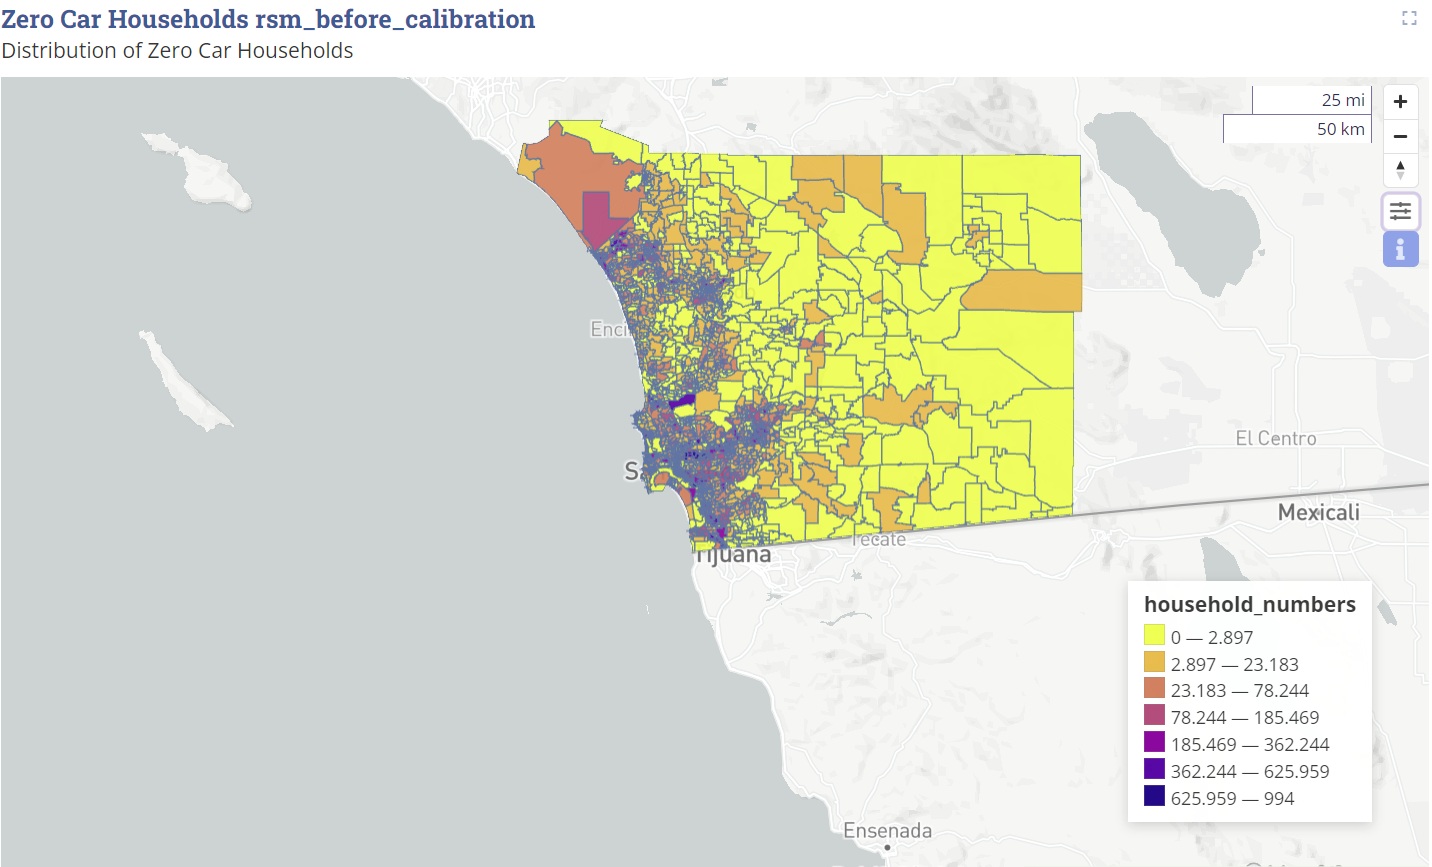 Zero Car Households rsm_before_calibration
Distribution of Zero Car Households
25 mi
50 km
+
−
i
Enci
S
El Centro
Mexicali
Tijuana
Tecate
Ensenada
household_numbers
0 — 2.897
2.897 — 23.183
23.183 — 78.244
78.244 — 185.469
185.469 — 362.244
362.244 — 625.959
625.959 — 994